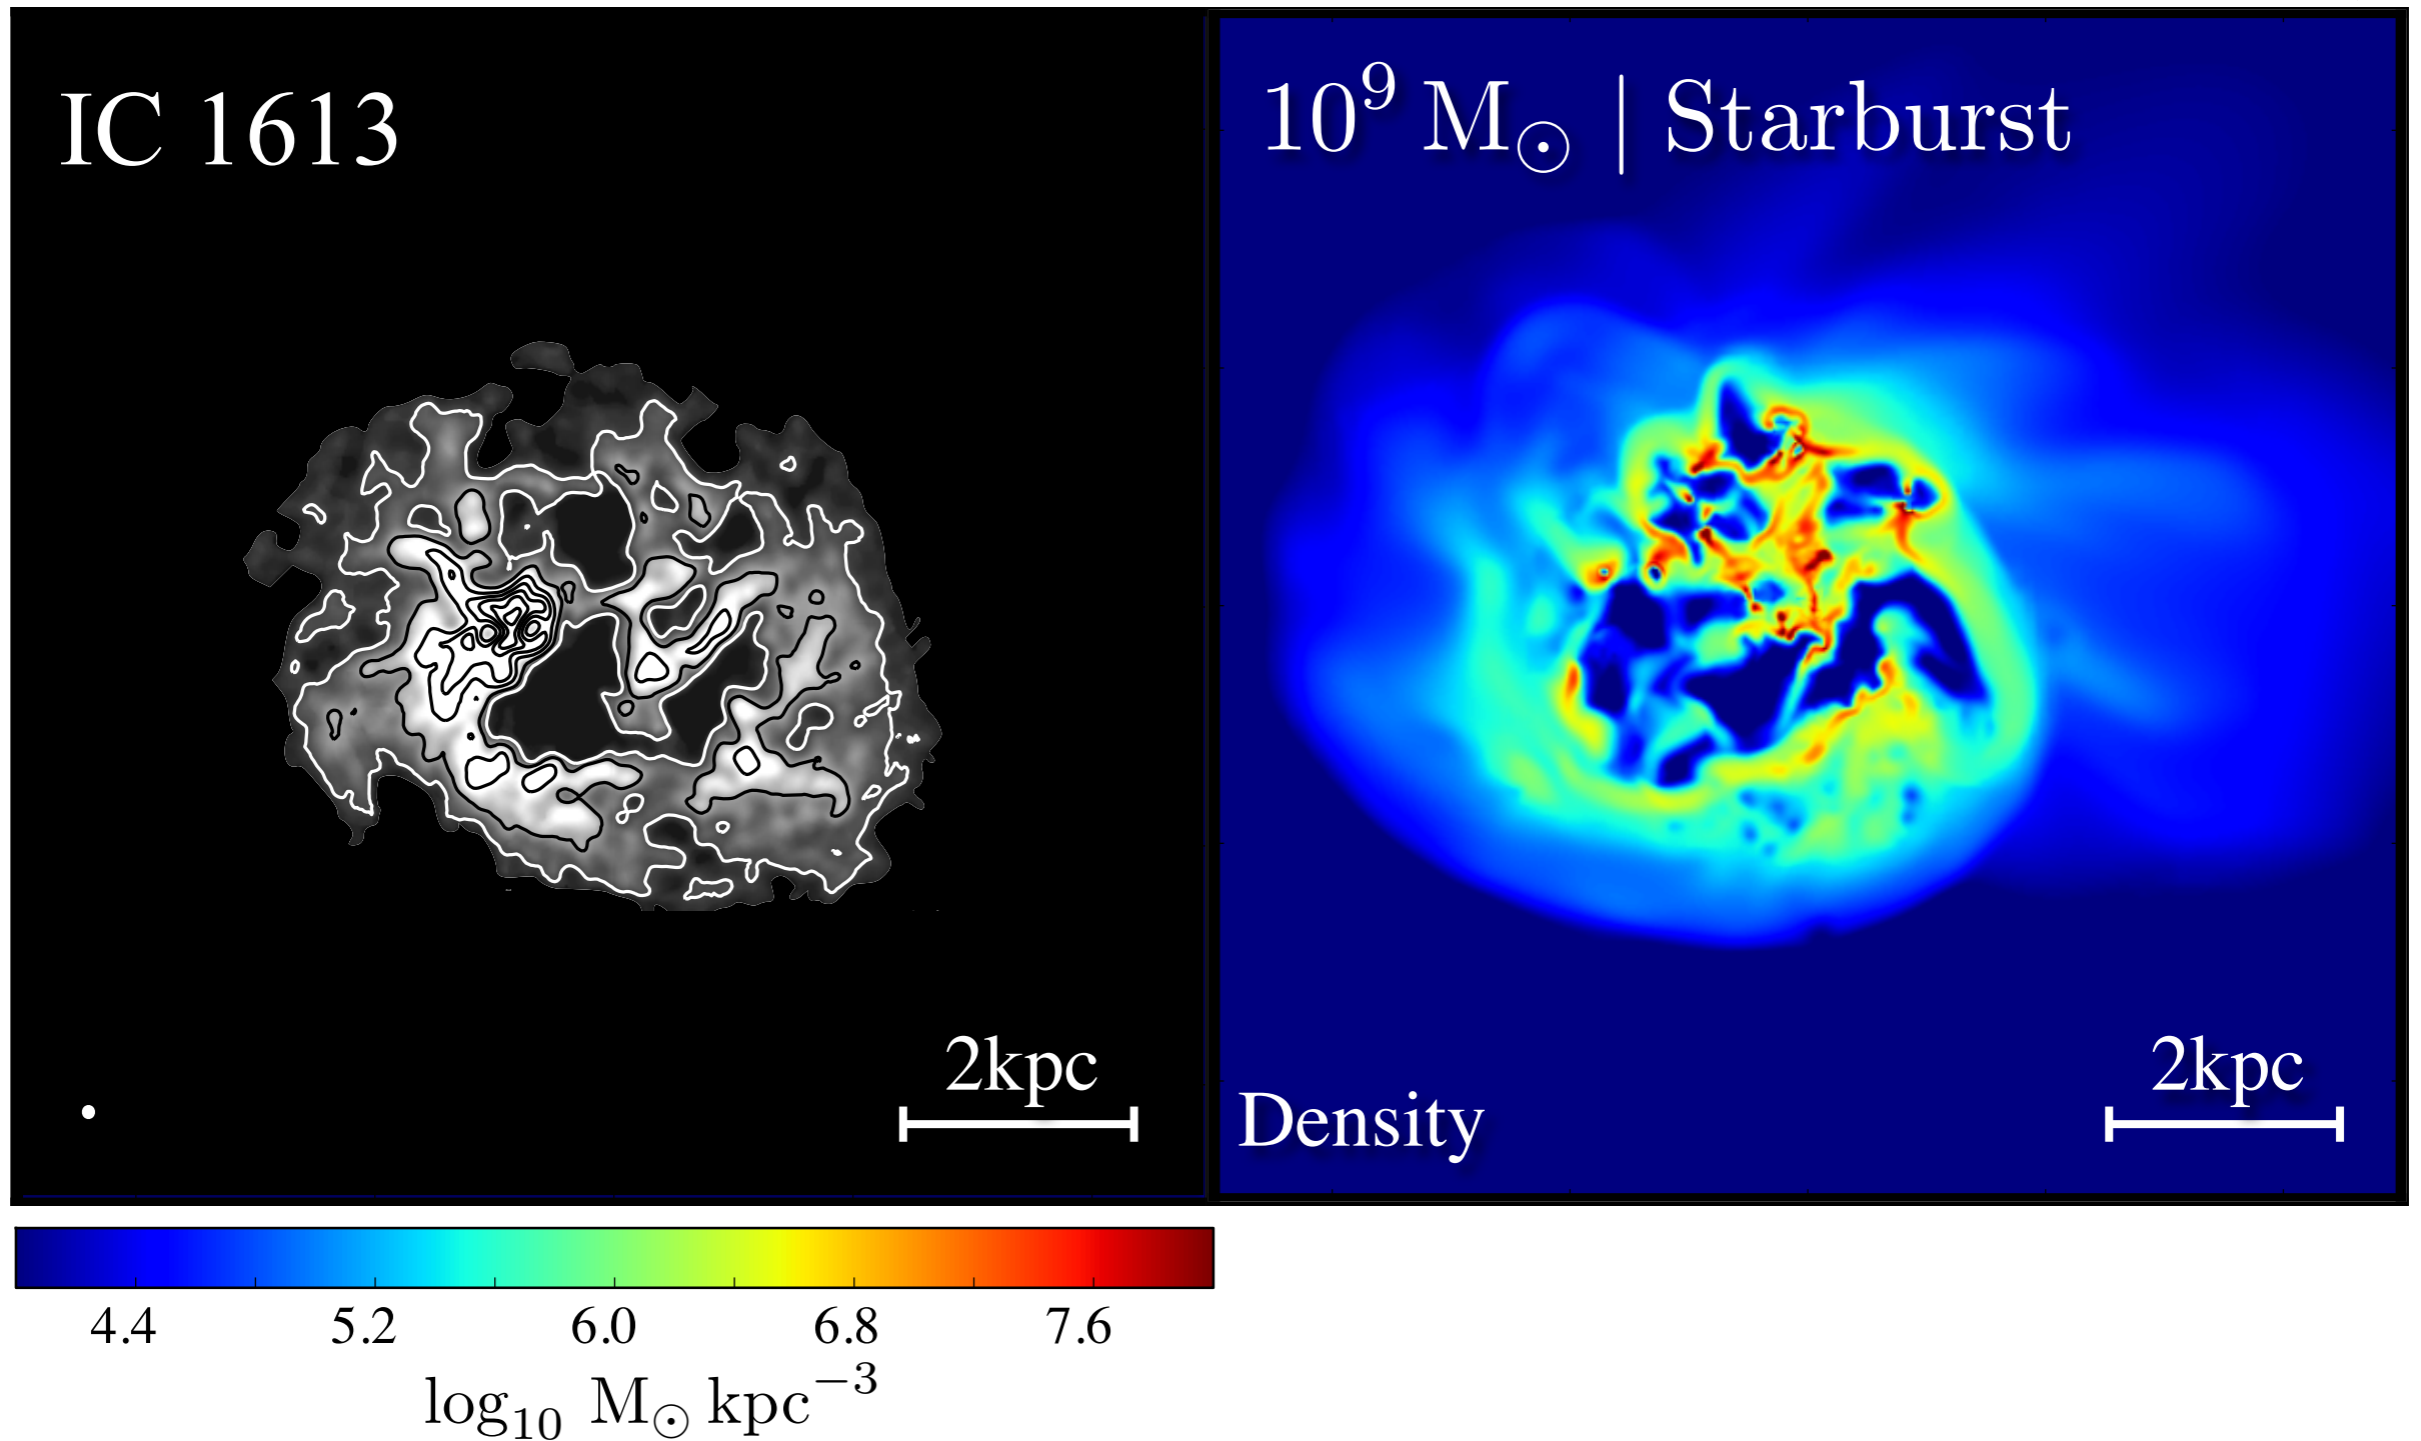 IC 1613
10⁹ M⊙ | Starburst
2kpc
Density
2kpc
4.4 5.2 6.0 6.8 7.6
log₁₀ M⊙ kpc⁻³